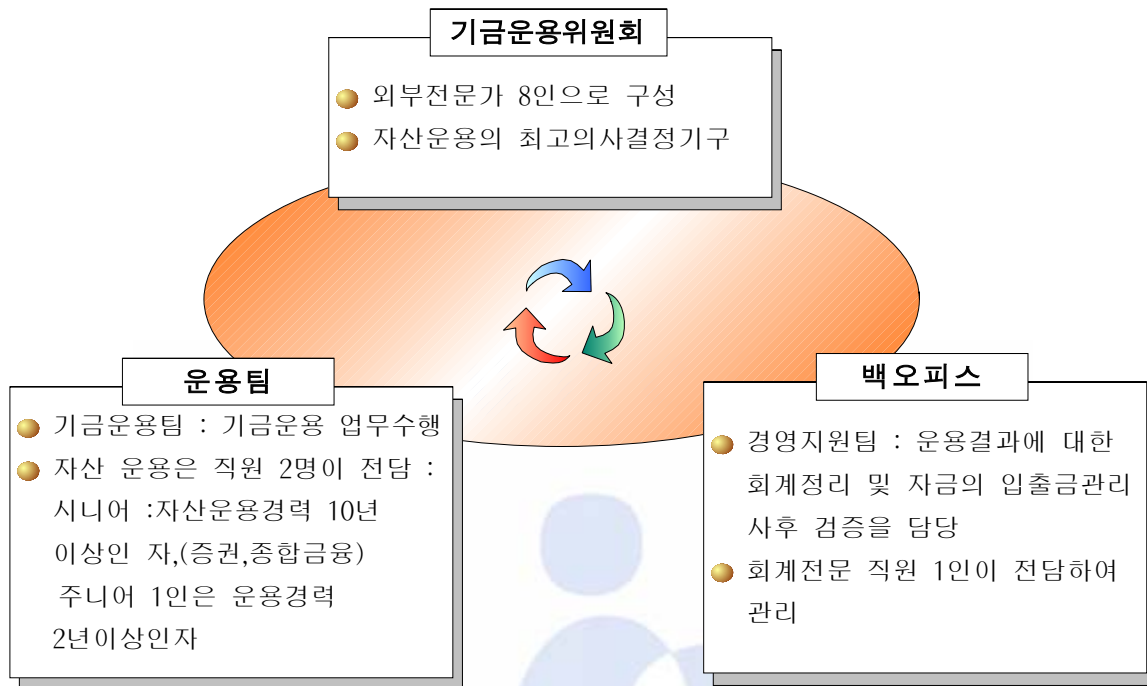 기금운용위원회
외부전문가 8인으로 구성
자산운용의 최고의사결정기구
운용팀
기금운용팀 : 기금운용 업무수행
자산 운용은 직원 2명이 전담 :
시니어 :자산운용경력 10년
이상인 자,(증권,종합금융)
주니어 1인은 운용경력
2년이상인자
백오피스
경영지원팀 : 운용결과에 대한
회계정리 및 자금의 입출금관리
사후 검증을 담당
회계전문 직원 1인이 전담하여
관리